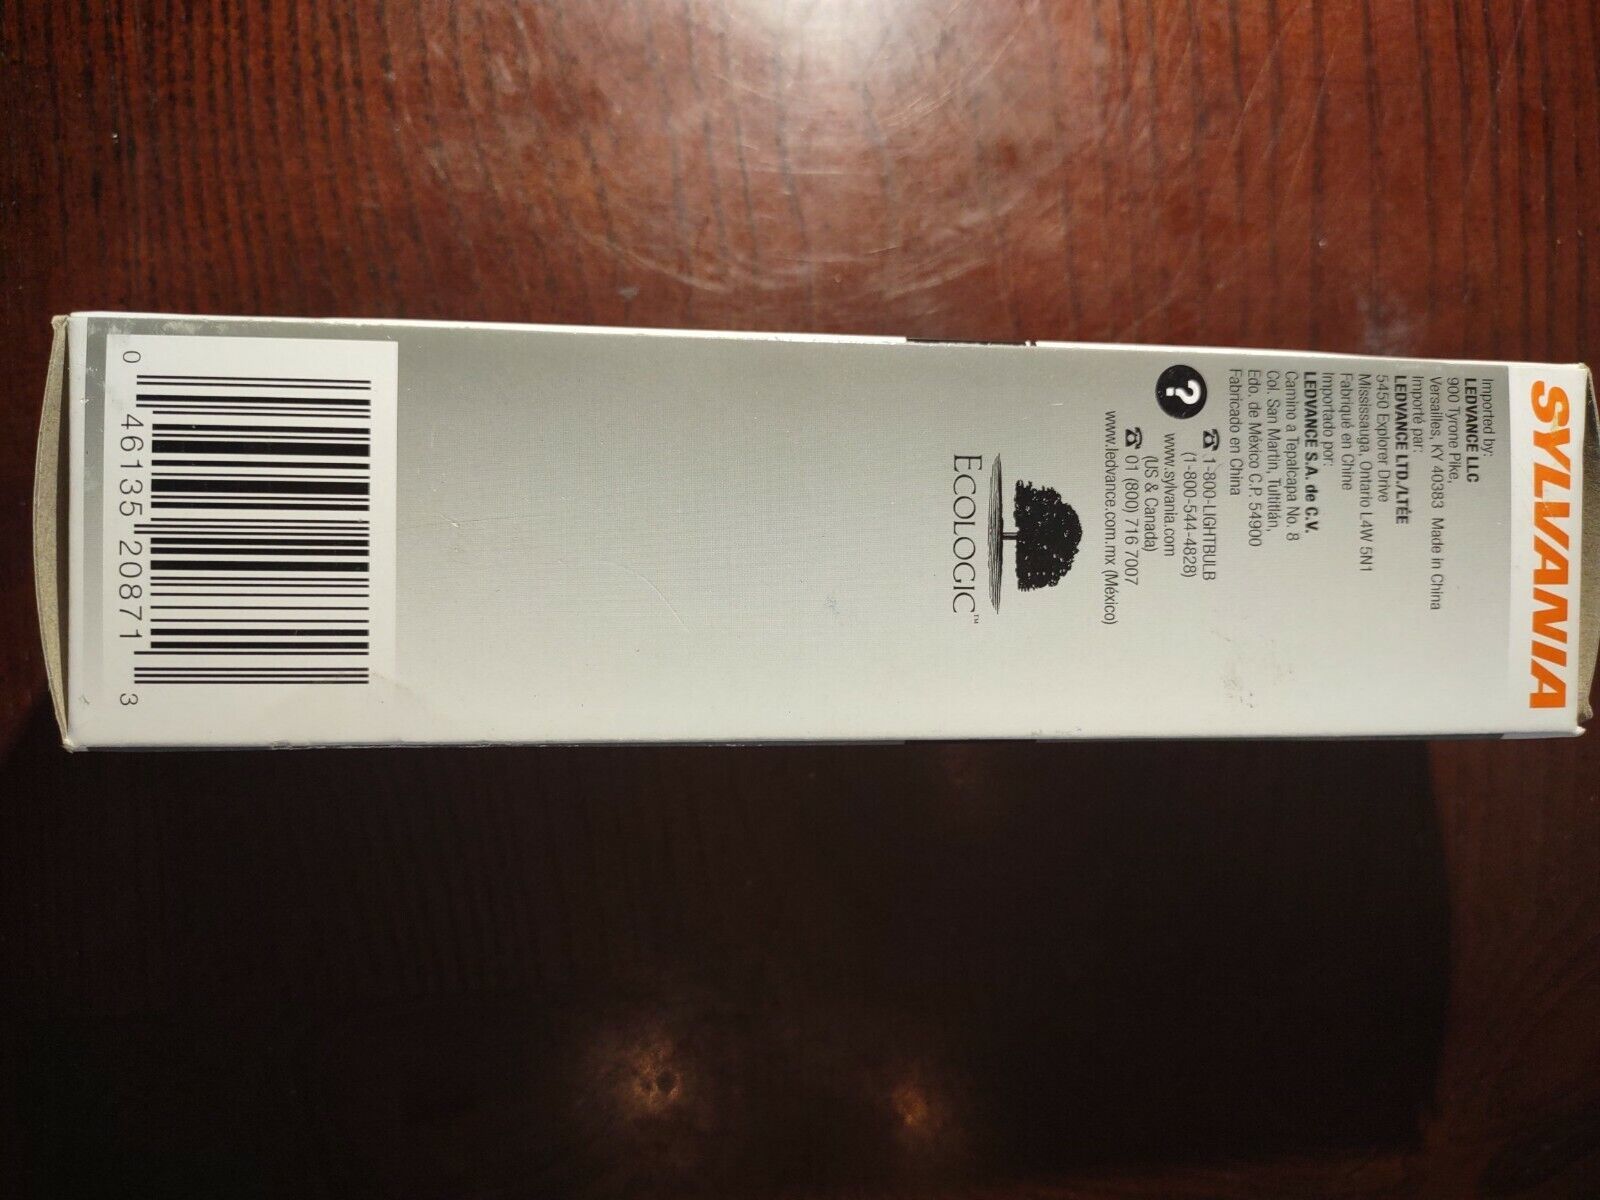 SYLVANIA
Imported by:
LEDVANCE LLC
900 Tyrone Pike,
Versailles, KY 40383 Made in China
Importé par:
LEDVANCE LTD./LTÉE
5450 Explorer Drive
Mississauga, Ontario L4W 5N1
Fabriqué en Chine
Importado por:
LEDVANCE S.A. de C.V.
Camino a Tepalcapa No. 8
Col. San Martín, Tultitlán,
Edo. de México C.P. 54900
Fabricado en China
?
☎ 1-800-LIGHTBULB
(1-800-544-4828)
www.sylvania.com
(US & Canada)
☎ 01 (800) 716 7007
www.ledvance.com.mx (México)
ECOLOGIC™
0 46135 20871 3